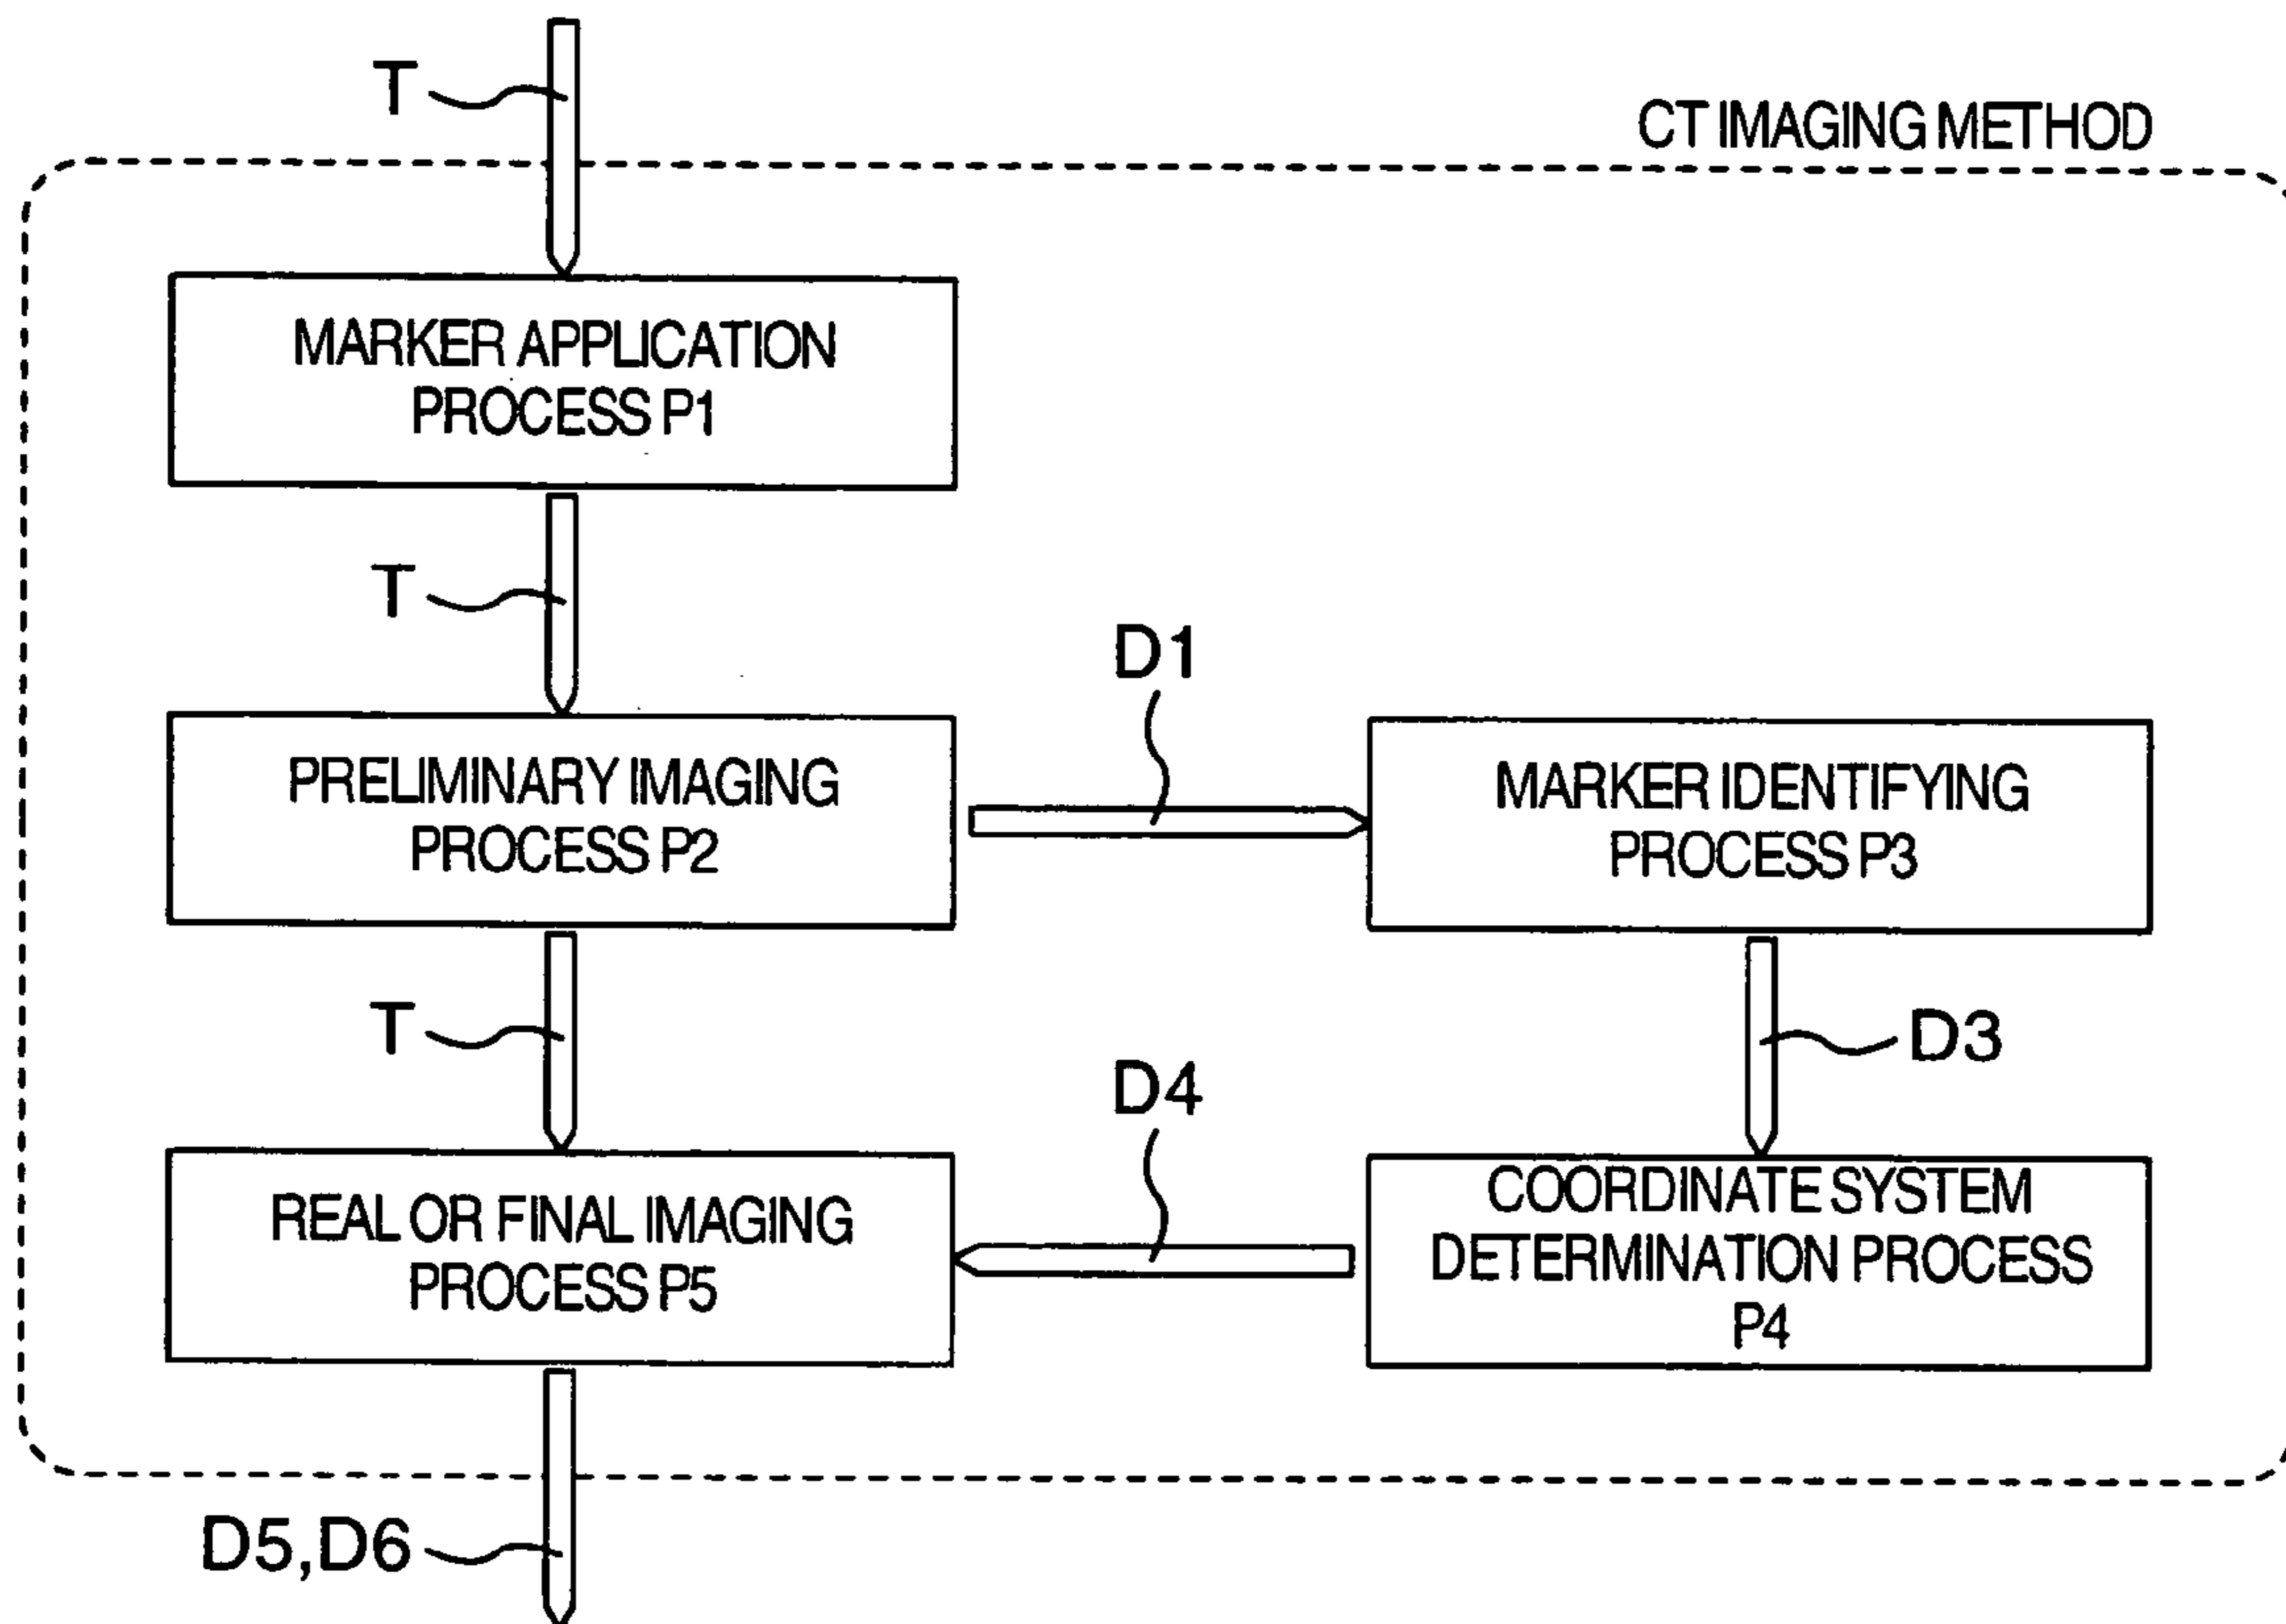 T
CT IMAGING METHOD
MARKER APPLICATION
PROCESS P1
T
D1
PRELIMINARY IMAGING
PROCESS P2
MARKER IDENTIFYING
PROCESS P3
T
D3
D4
REAL OR FINAL IMAGING
PROCESS P5
COORDINATE SYSTEM
DETERMINATION PROCESS
P4
D5,D6